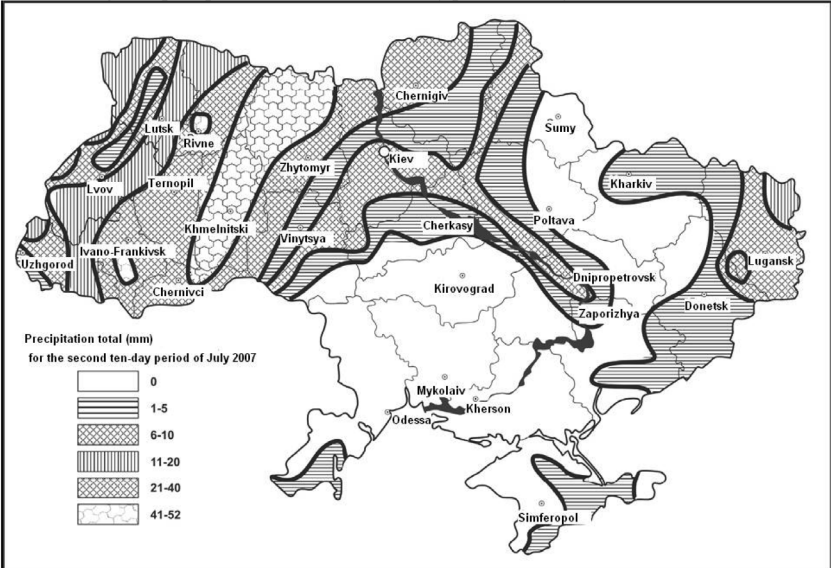 Chernigiv
Sumy
Lutsk
Rivne
Kiev
Zhytomyr
Lvov
Ternopil
Kharkiv
Khmelnitski
Poltava
Vinytsya
Cherkasy
Ivano-Frankivsk
Uzhgorod
Lugansk
Chernivci
Dnipropetrovsk
Kirovograd
Zaporizhya
Donetsk
Mykolaiv
Kherson
Odessa
Simferopol
Precipitation total (mm)
for the second ten-day period of July 2007
0
1-5
6-10
11-20
21-40
41-52